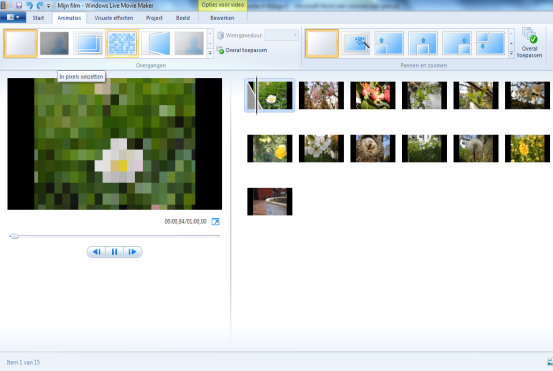 Mijn film - Windows Live Movie Maker
Opties voor video
Start Animaties Visuele effecten Project Beeld Bewerken
Weergaveduur:
Overal toepassen
Overal toepassen
Overgangen
Pannen en zoomen
In pixels omzetten
00:00,84/01:00,00
Item 1 van 15